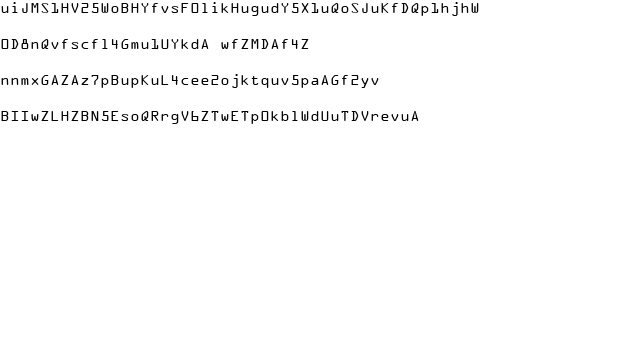 uiJMS1HV25WoBHYfvsFOlikHugudY5X1uQoSJuKfDQp1hjhW
OD8nQvfscfl4Gmu1UYkdA wfZMDAf4Z
nnmxGAZAz7pBupKuL4cee2ojktquv5paAGf2yv
BIIwZLHZBN5EsoQRrgV6ZTwETpOkblWdUuTDVrevuA